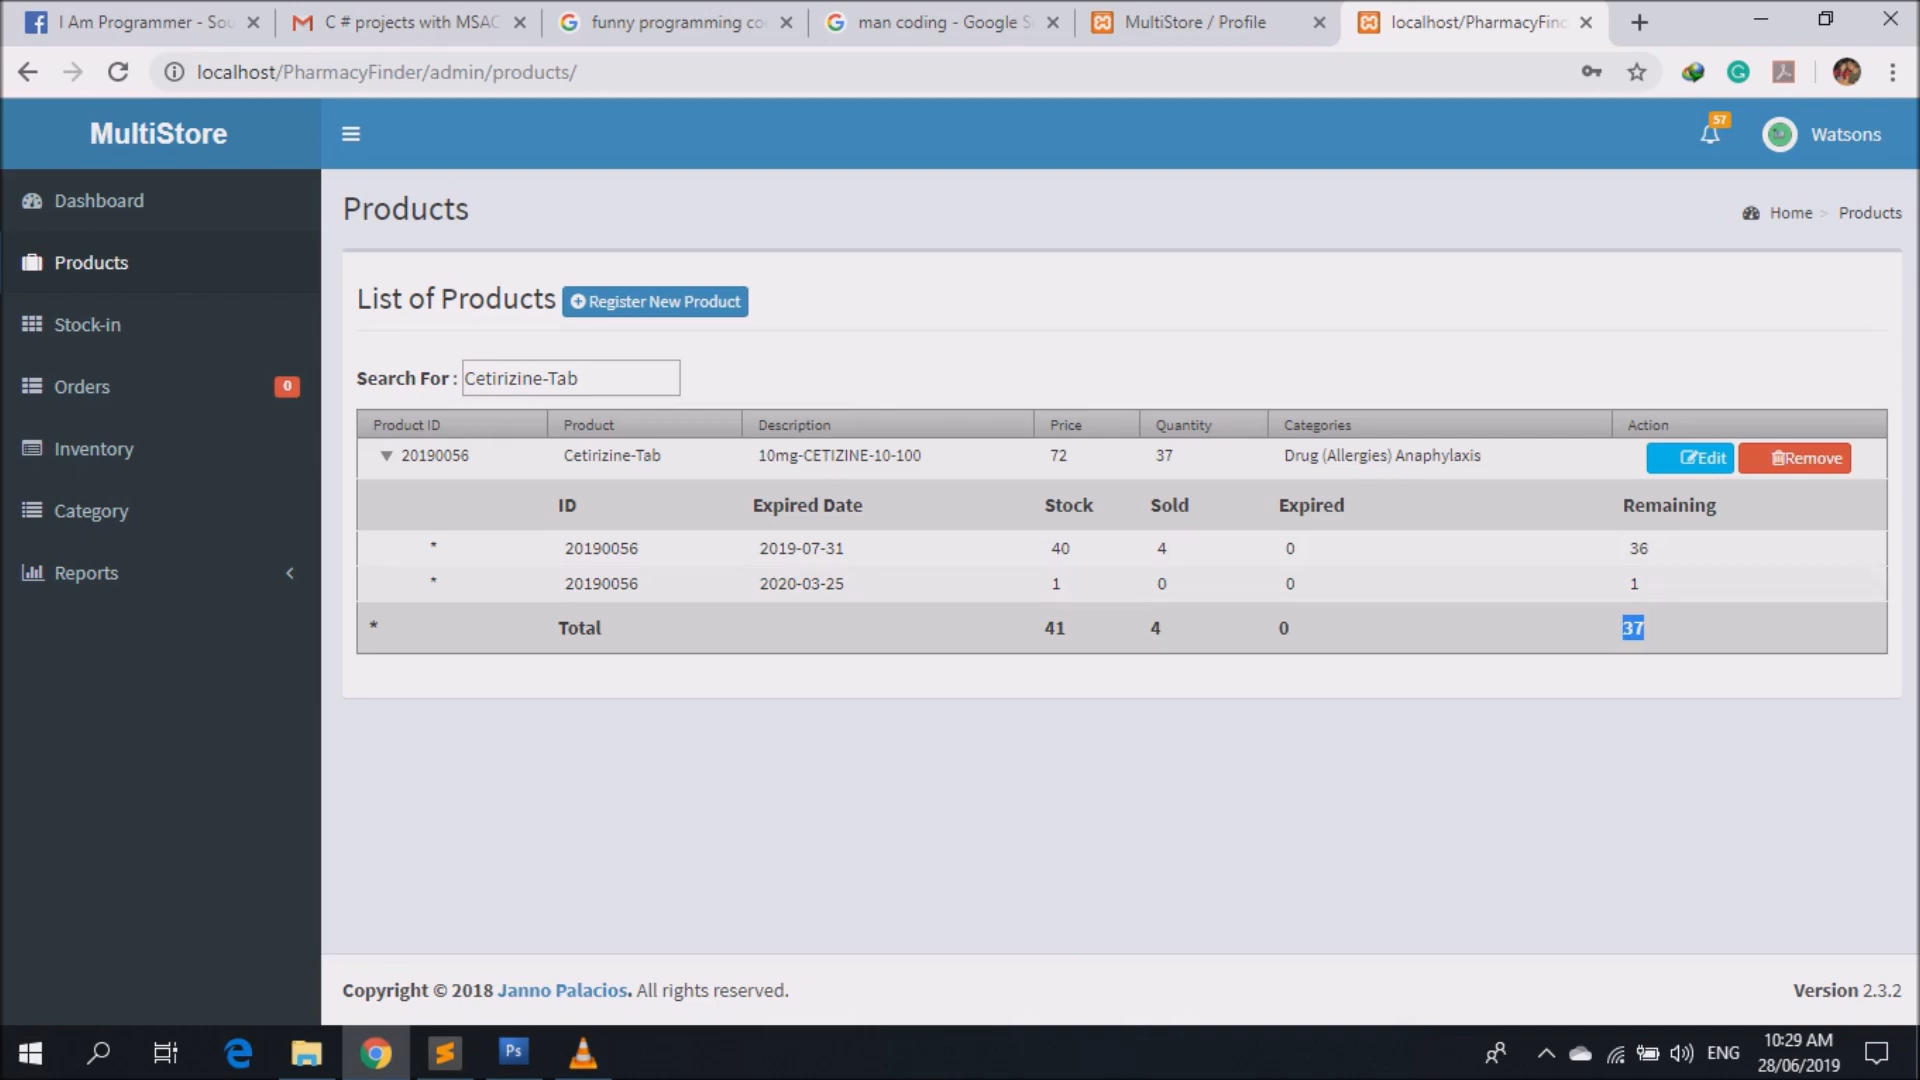 I Am Programmer - Sou
C # projects with MSAC
funny programming co
man coding - Google S
MultiStore / Profile
localhost/PharmacyFind
localhost/PharmacyFinder/admin/products/
MultiStore
57
Watsons
Dashboard
Products
Stock-in
Orders 0
Inventory
Category
Reports
Products
Home > Products
List of Products Register New Product
Search For : Cetirizine-Tab
Product ID Product Description Price Quantity Categories Action
20190056 Cetirizine-Tab 10mg-CETIZINE-10-100 72 37 Drug (Allergies) Anaphylaxis Edit Remove
ID Expired Date Stock Sold Expired Remaining
* 20190056 2019-07-31 40 4 0 36
* 20190056 2020-03-25 1 0 0 1
* Total 41 4 0 37
Copyright © 2018 Janno Palacios. All rights reserved.
Version 2.3.2
Ps
ENG
10:29 AM
28/06/2019